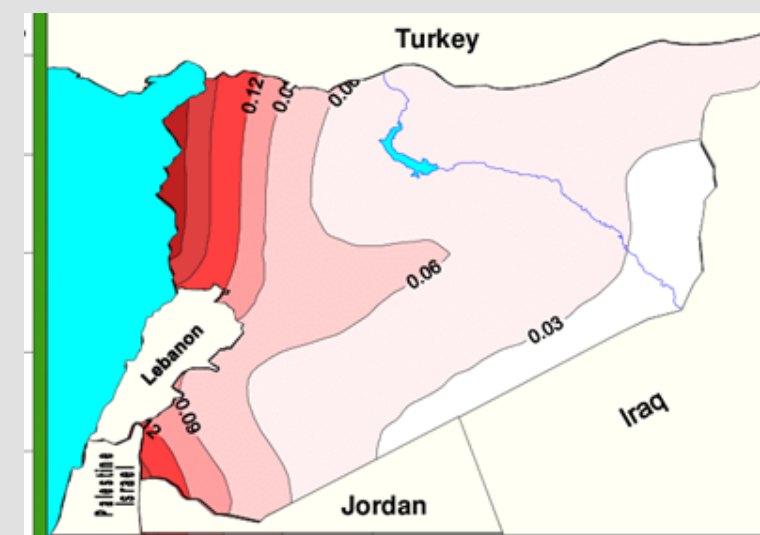 Turkey
0.12
0.06
0.03
Lebanon
0.09
Palestine
Israel
Iraq
Jordan